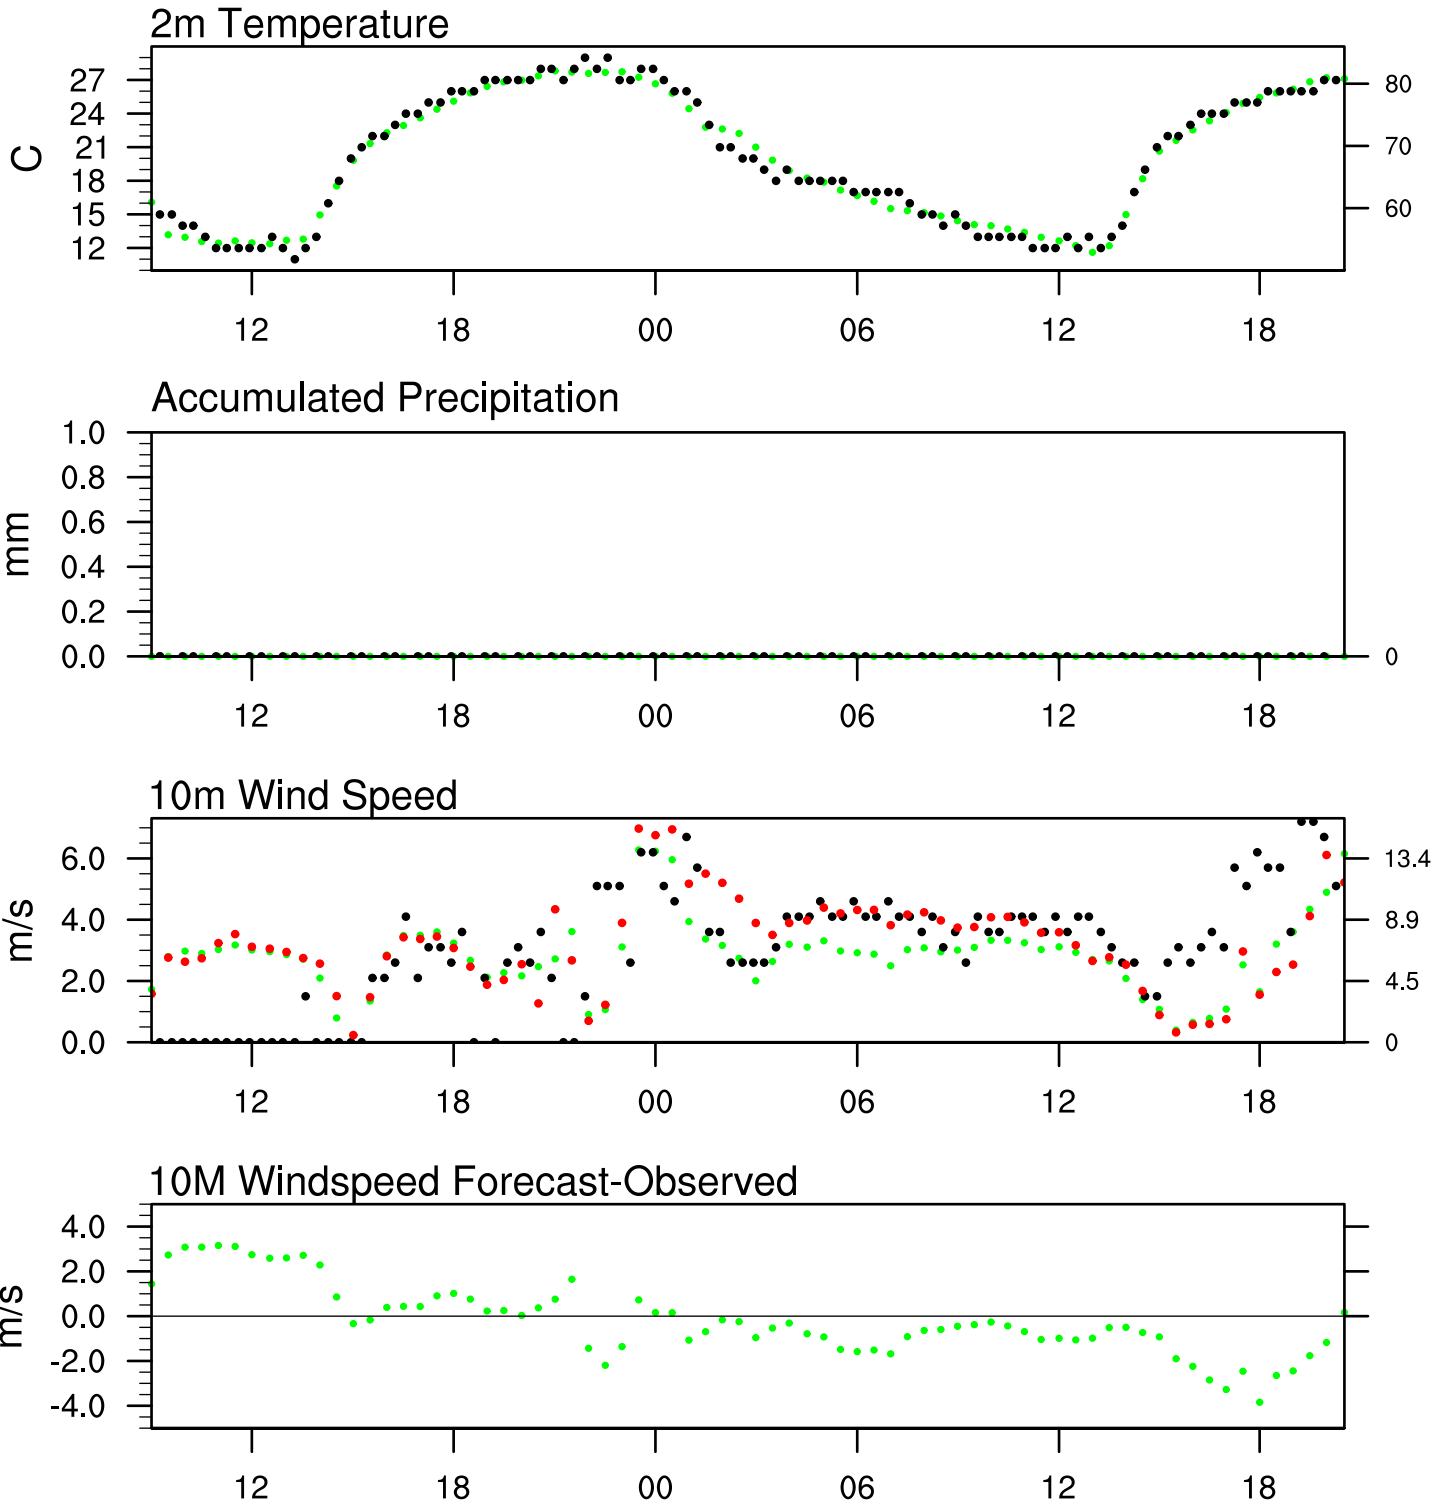 2m Temperature
27
24
21
18
15
12
C
80
70
60
12 18 00 06 12 18
Accumulated Precipitation
1.0
0.8
0.6
0.4
0.2
0.0
mm
0
12 18 00 06 12 18
10m Wind Speed
6.0
4.0
2.0
0.0
m/s
13.4
8.9
4.5
0
12 18 00 06 12 18
10M Windspeed Forecast-Observed
4.0
2.0
0.0
-2.0
-4.0
m/s
12 18 00 06 12 18